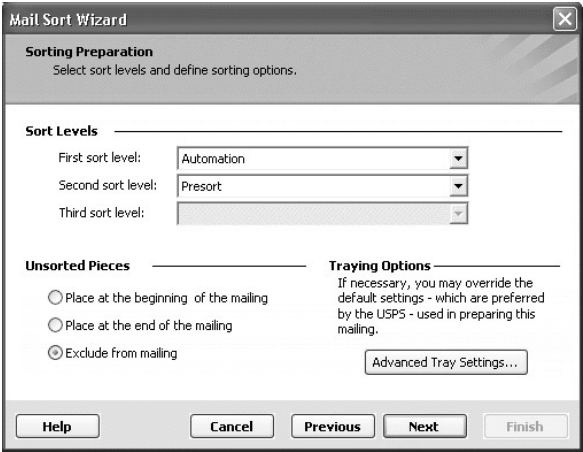 Mail Sort Wizard
Sorting Preparation
Select sort levels and define sorting options.
Sort Levels
First sort level: Automation
Second sort level: Presort
Third sort level:
Unsorted Pieces
Place at the beginning of the mailing
Place at the end of the mailing
Exclude from mailing
Traying Options
If necessary, you may override the
default settings - which are preferred
by the USPS - used in preparing this
mailing.
Advanced Tray Settings...
Help Cancel Previous Next Finish